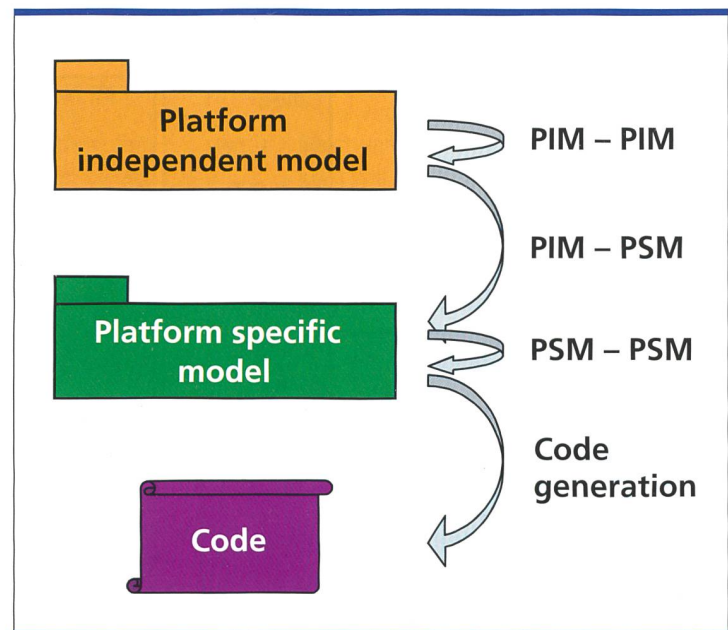 Platform
independent model
PIM – PIM
PIM – PSM
Platform specific
model
PSM – PSM
Code
generation
Code